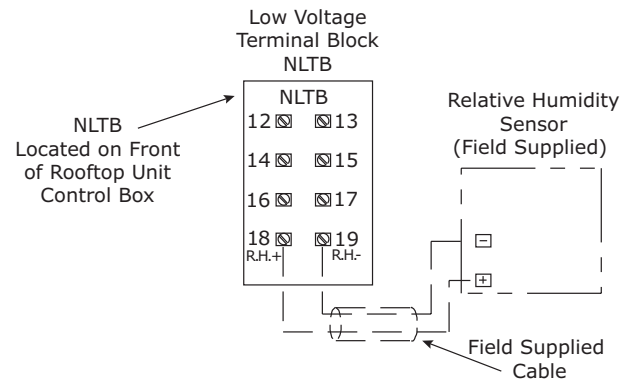 Low Voltage
Terminal Block
NLTB
NLTB
Located on Front
of Rooftop Unit
Control Box
NLTB
12 13
14 15
16 17
18 19
R.H.+ R.H.-
Relative Humidity
Sensor
(Field Supplied)
-
+
Field Supplied
Cable